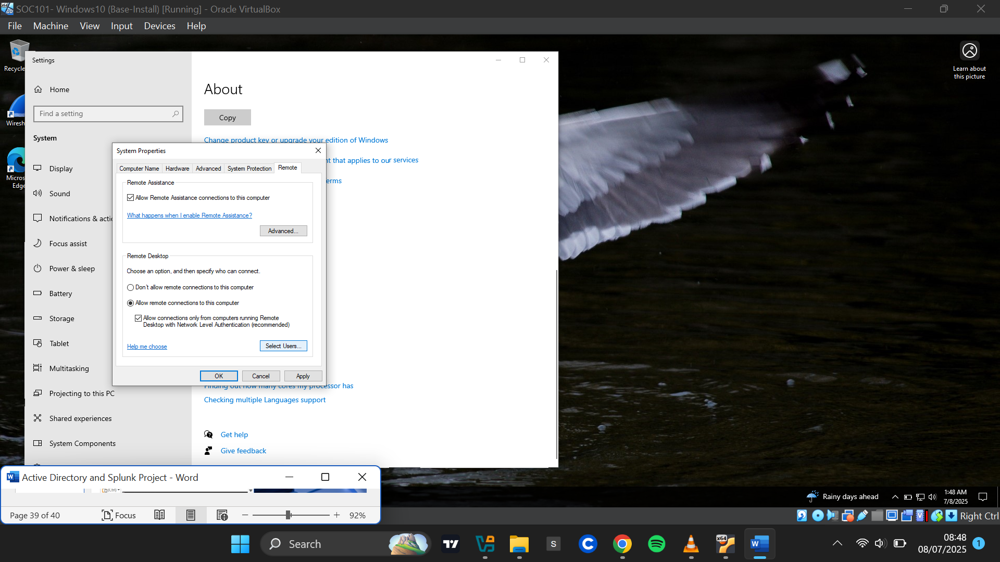 SOC101- Windows10 (Base-Install) [Running] - Oracle VirtualBox
File Machine View Input Devices Help
Recycle
Wiresh
Micros
Edge
Learn about
this picture
Settings
Home
Find a setting
System
Display
Sound
Notifications & actio
Focus assist
Power & sleep
Battery
Storage
Tablet
Multitasking
Projecting to this PC
Shared experiences
System Components
About
Copy
Change product key or upgrade your edition of Windows
nt that applies to our services
erms
Finding out how many cores my processor has
Checking multiple Languages support
Get help
Give feedback
System Properties
Computer Name Hardware Advanced System Protection Remote
Remote Assistance
Allow Remote Assistance connections to this computer
What happens when I enable Remote Assistance?
Advanced...
Remote Desktop
Choose an option, and then specify who can connect.
Don't allow remote connections to this computer
Allow remote connections to this computer
Allow connections only from computers running Remote
Desktop with Network Level Authentication (recommended)
Help me choose
Select Users...
OK Cancel Apply
Active Directory and Splunk Project - Word
(Ctrl)
Page 39 of 40
Focus
92%
Rainy days ahead
1:48 AM
7/8/2025
Right Ctrl
Search
x64
S
08:48
08/07/2025
1